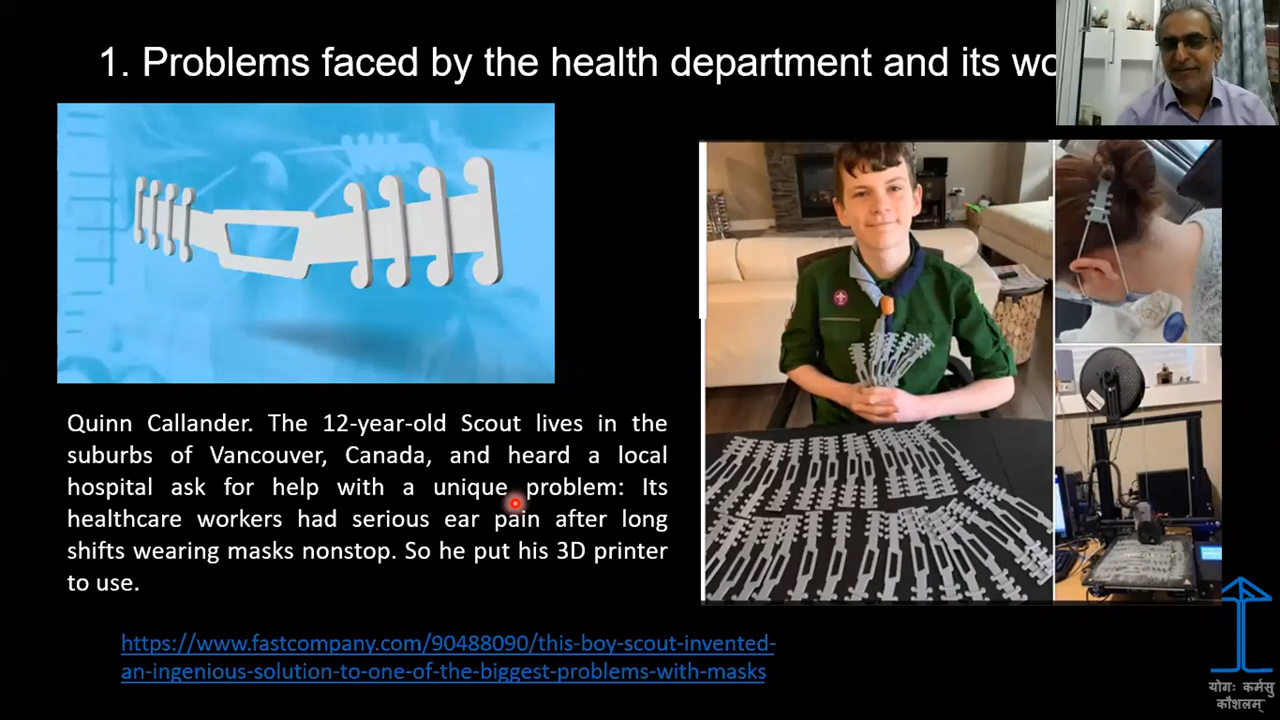 1. Problems faced by the health department and its wo
Quinn Callander. The 12-year-old Scout lives in the
suburbs of Vancouver, Canada, and heard a local
hospital ask for help with a unique problem: Its
healthcare workers had serious ear pain after long
shifts wearing masks nonstop. So he put his 3D printer
to use.
https://www.fastcompany.com/90488090/this-boy-scout-invented-
an-ingenious-solution-to-one-of-the-biggest-problems-with-masks
योगः कर्मसु
कौशलम्